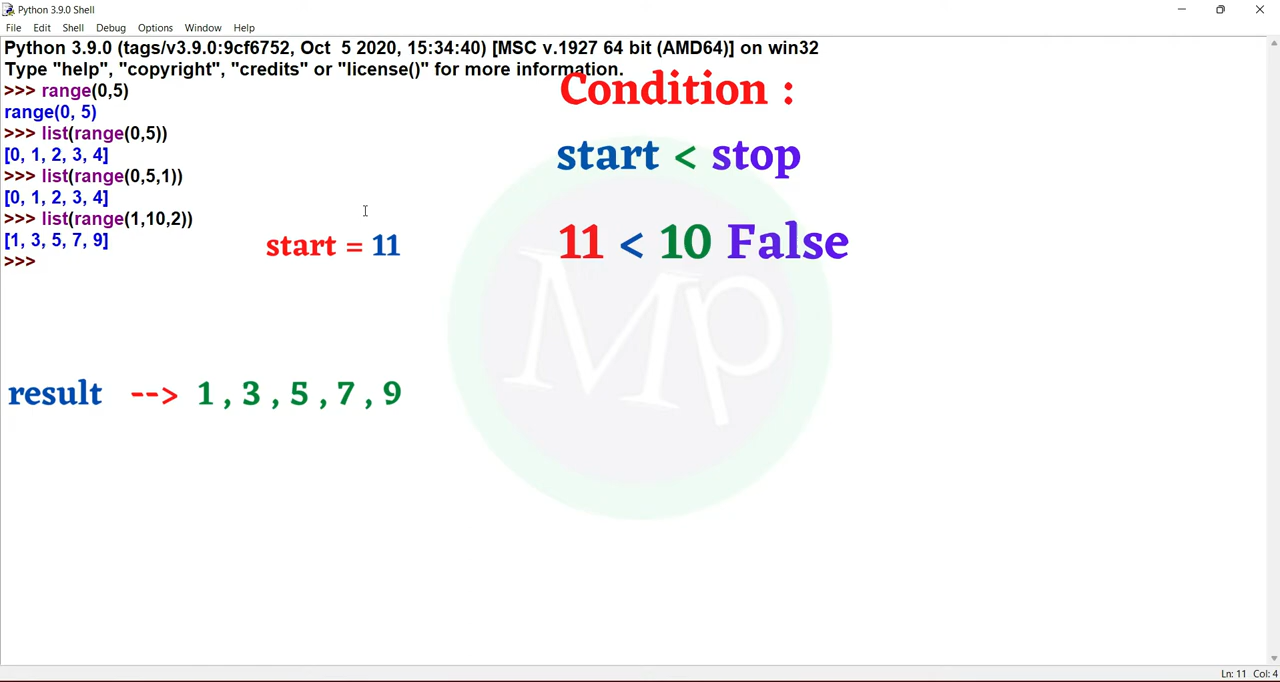 Python 3.9.0 Shell
File Edit Shell Debug Options Window Help
Python 3.9.0 (tags/v3.9.0:9cf6752, Oct  5 2020, 15:34:40) [MSC v.1927 64 bit (AMD64)] on win32
Type "help", "copyright", "credits" or "license()" for more information.
>>> range(0,5)
range(0, 5)
>>> list(range(0,5))
[0, 1, 2, 3, 4]
>>> list(range(0,5,1))
[0, 1, 2, 3, 4]
>>> list(range(1,10,2))
[1, 3, 5, 7, 9]
>>>
Condition :
start < stop
start = 11
11 < 10 False
Mp
result --> 1 , 3 , 5 , 7 , 9
Ln: 11 Col: 4